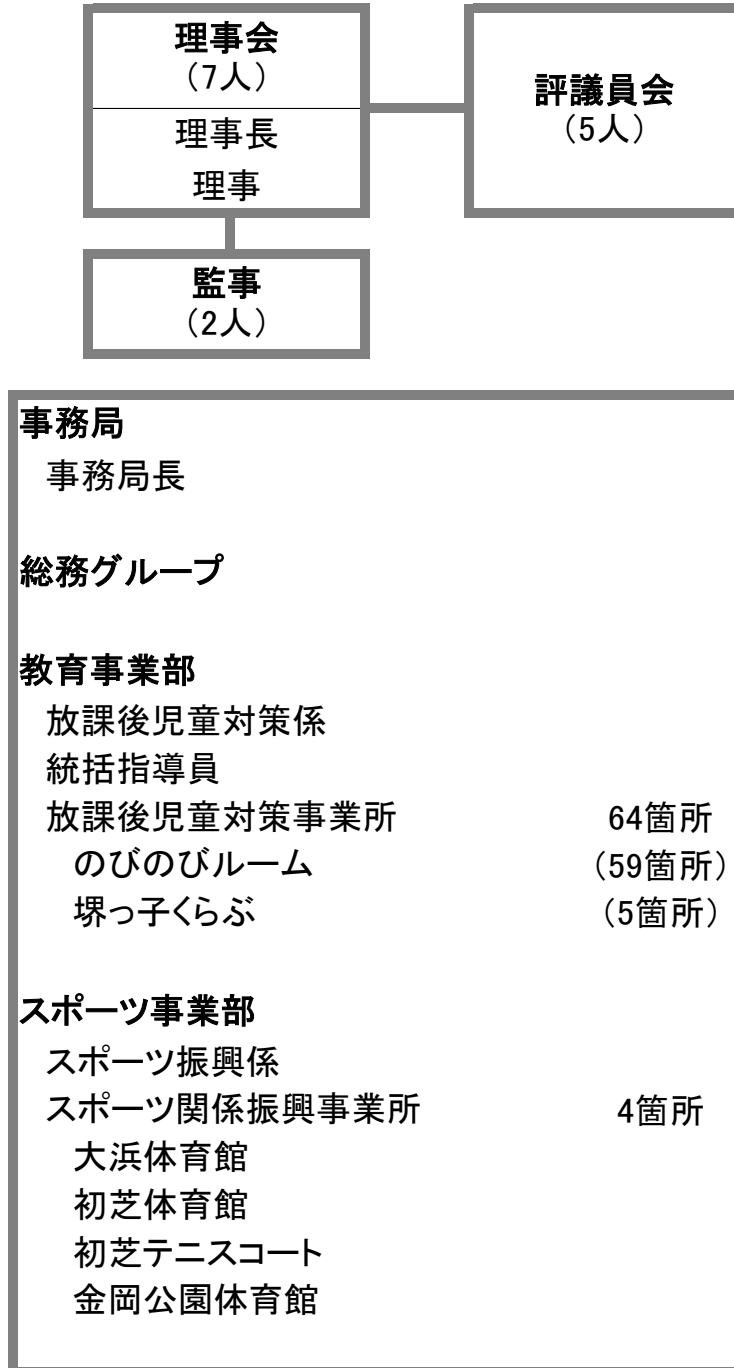 理事会
（7人）
理事長
理事
評議員会
（5人）
監事
（2人）
事務局
事務局長
総務グループ
教育事業部
放課後児童対策係
統括指導員
放課後児童対策事業所 64箇所
のびのびルーム （59箇所）
堺っ子くらぶ （5箇所）
スポーツ事業部
スポーツ振興係
スポーツ関係振興事業所 4箇所
大浜体育館
初芝体育館
初芝テニスコート
金岡公園体育館